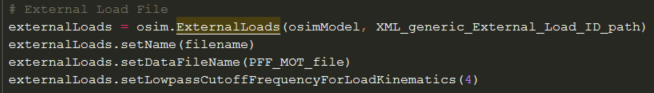 # External Load File
externalLoads = osim.ExternalLoads(osimModel, XML_generic_External_Load_ID_path)
externalLoads.setName(filename)
externalLoads.setDataFileName(PFF_MOT_file)
externalLoads.setLowpassCutoffFrequencyForLoadKinematics(4)